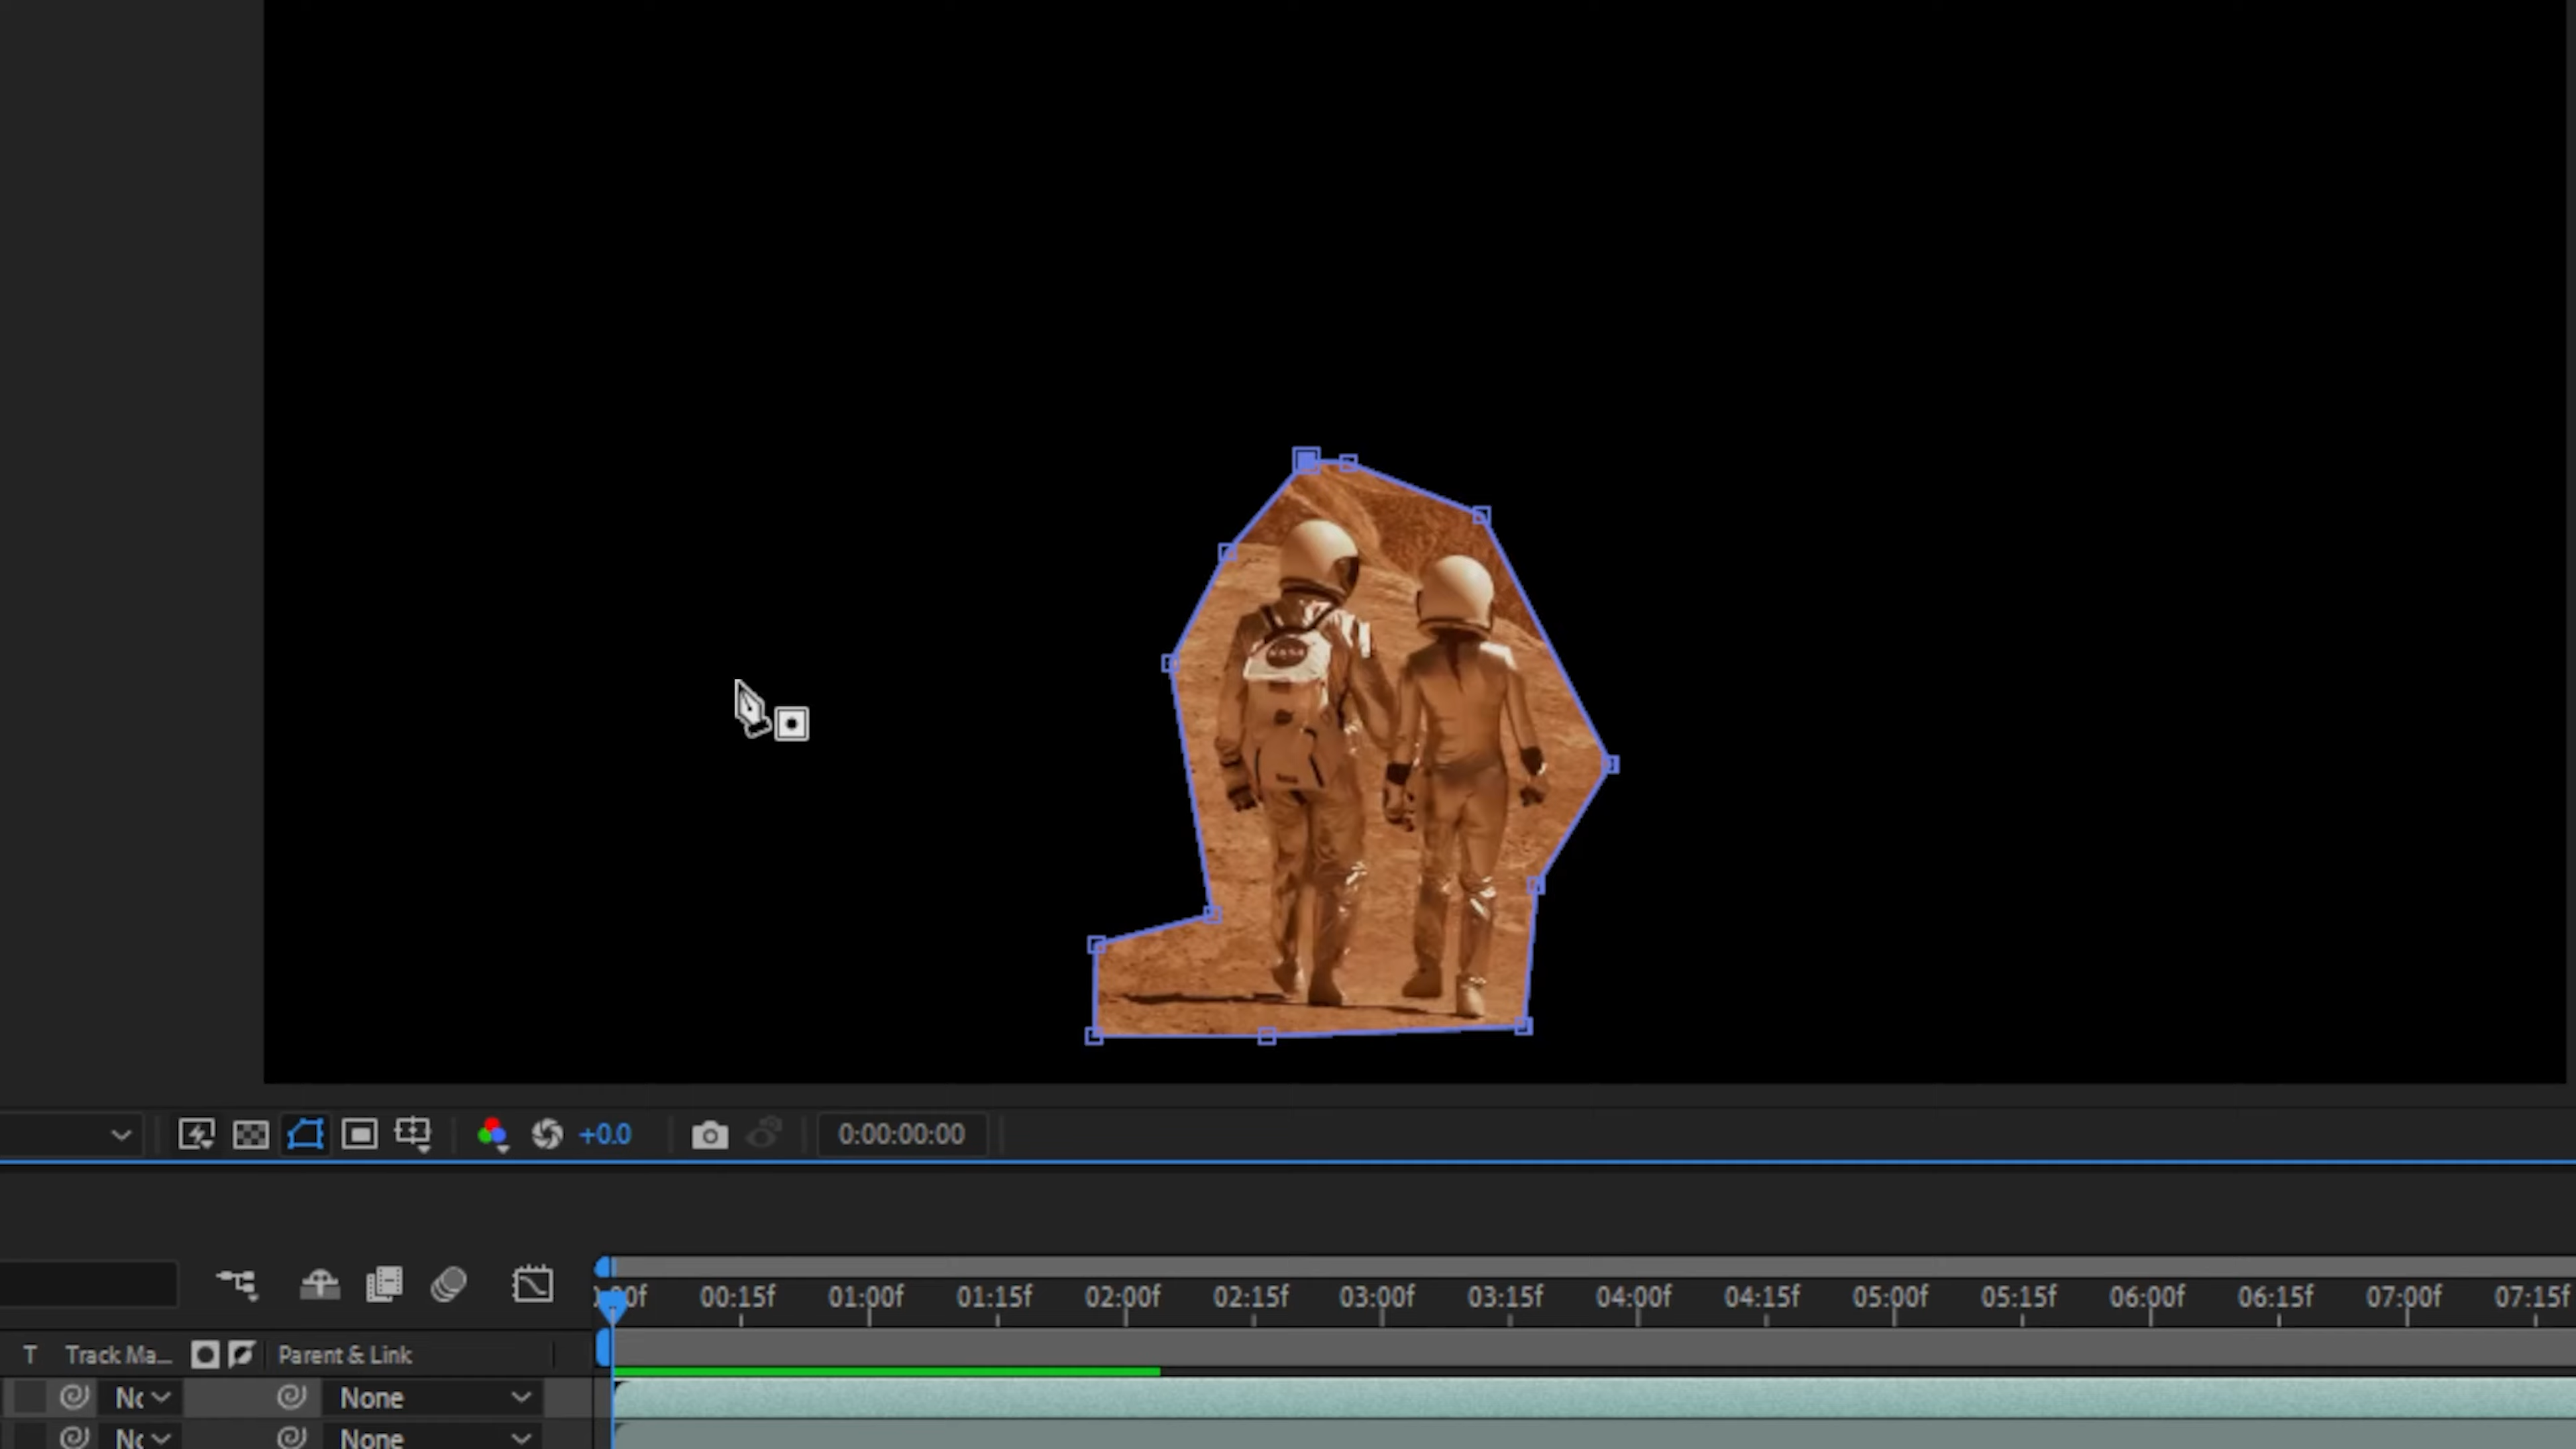 NASA
+0.0 0:00:00:00
00f 00:15f 01:00f 01:15f 02:00f 02:15f 03:00f 03:15f 04:00f 04:15f 05:00f 05:15f 06:00f 06:15f 07:00f 07:15f
T Track Ma... Parent & Link
Nc None
Nc None